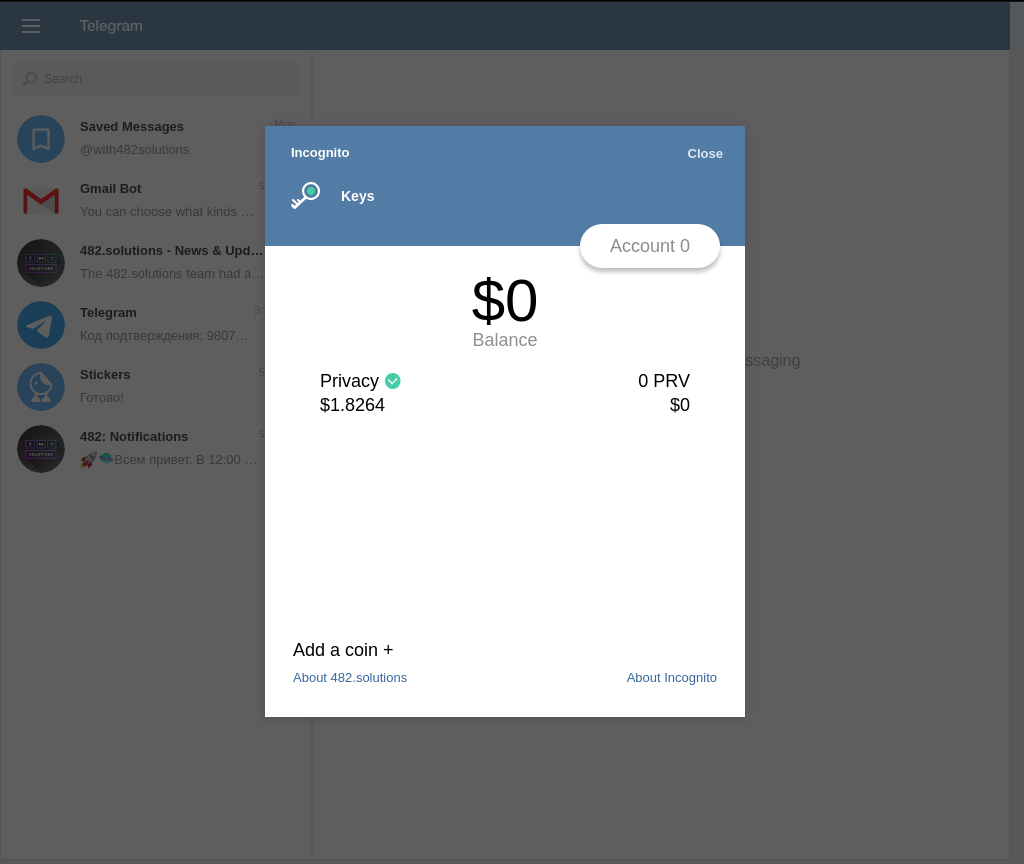 Telegram
Search
Saved Messages
Mon
@with482solutions
Gmail Bot
5
You can choose what kinds …
482.solutions - News & Upd…
The 482.solutions team had a…
Telegram
3:
Код подтверждения: 9807…
Stickers
5
Готово!
482: Notifications
5
🚀Всем привет. В 12:00 …
SOLUTIONS
SOLUTIONS
Incognito
Close
Keys
Account 0
$0
Balance
Privacy
0 PRV
$1.8264
$0
ssaging
Add a coin +
About 482.solutions
About Incognito